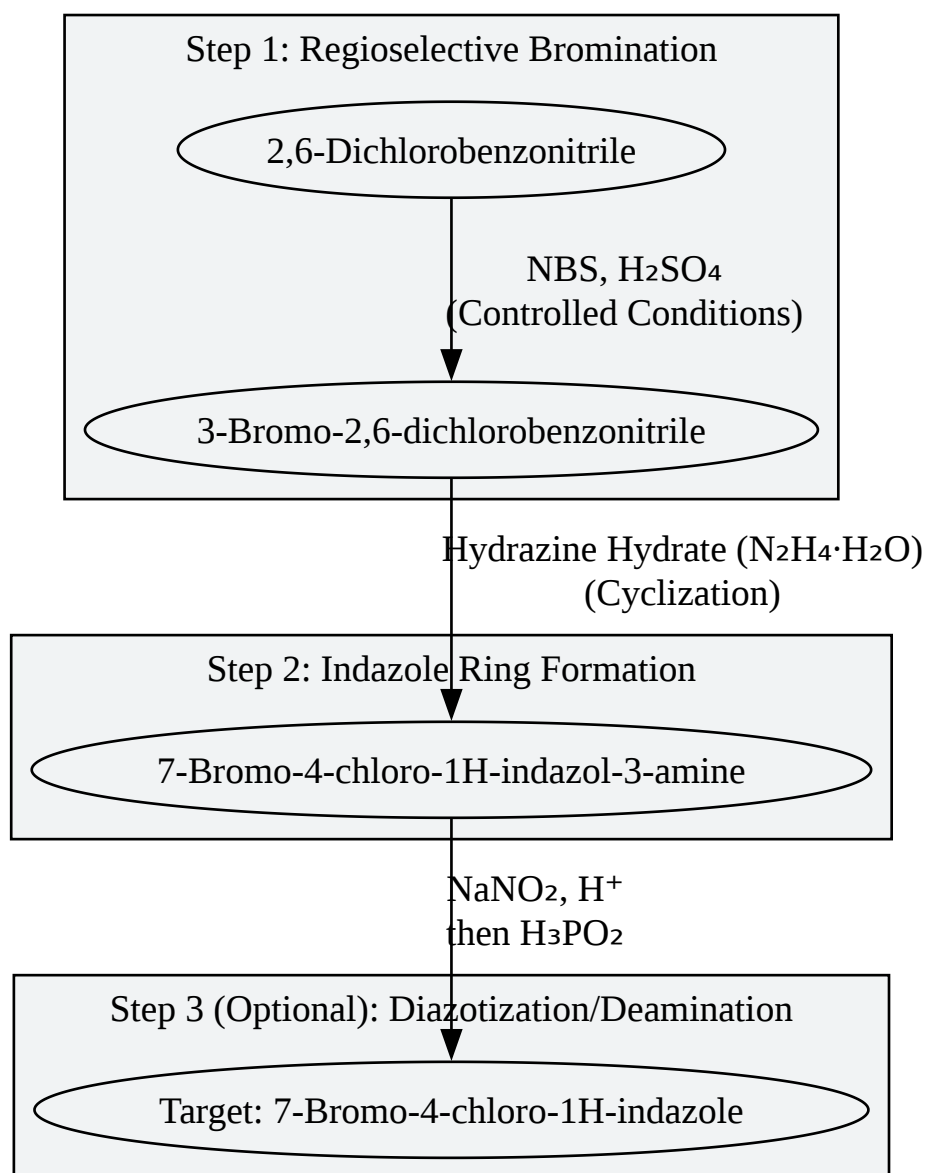 Step 1: Regioselective Bromination
2,6-Dichlorobenzonitrile
NBS, H₂SO₄
(Controlled Conditions)
3-Bromo-2,6-dichlorobenzonitrile
Hydrazine Hydrate (N₂H₄·H₂O)
(Cyclization)
Step 2: Indazole Ring Formation
7-Bromo-4-chloro-1H-indazol-3-amine
NaNO₂, H⁺
then H₃PO₂
Step 3 (Optional): Diazotization/Deamination
Target: 7-Bromo-4-chloro-1H-indazole